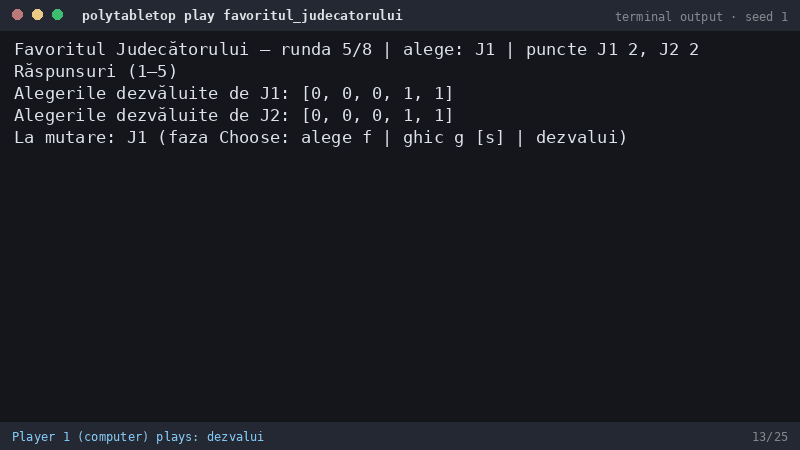 polytabletop play favoritul_judecatorului
terminal output · seed 1
Favoritul Judecătorului — runda 5/8 | alege: J1 | puncte J1 2, J2 2
Răspunsuri (1–5)
Alegerile dezvăluite de J1: [0, 0, 0, 1, 1]
Alegerile dezvăluite de J2: [0, 0, 0, 1, 1]
La mutare: J1 (faza Choose: alege f | ghic g [s] | dezvalui)
Player 1 (computer) plays: dezvalui
13/25